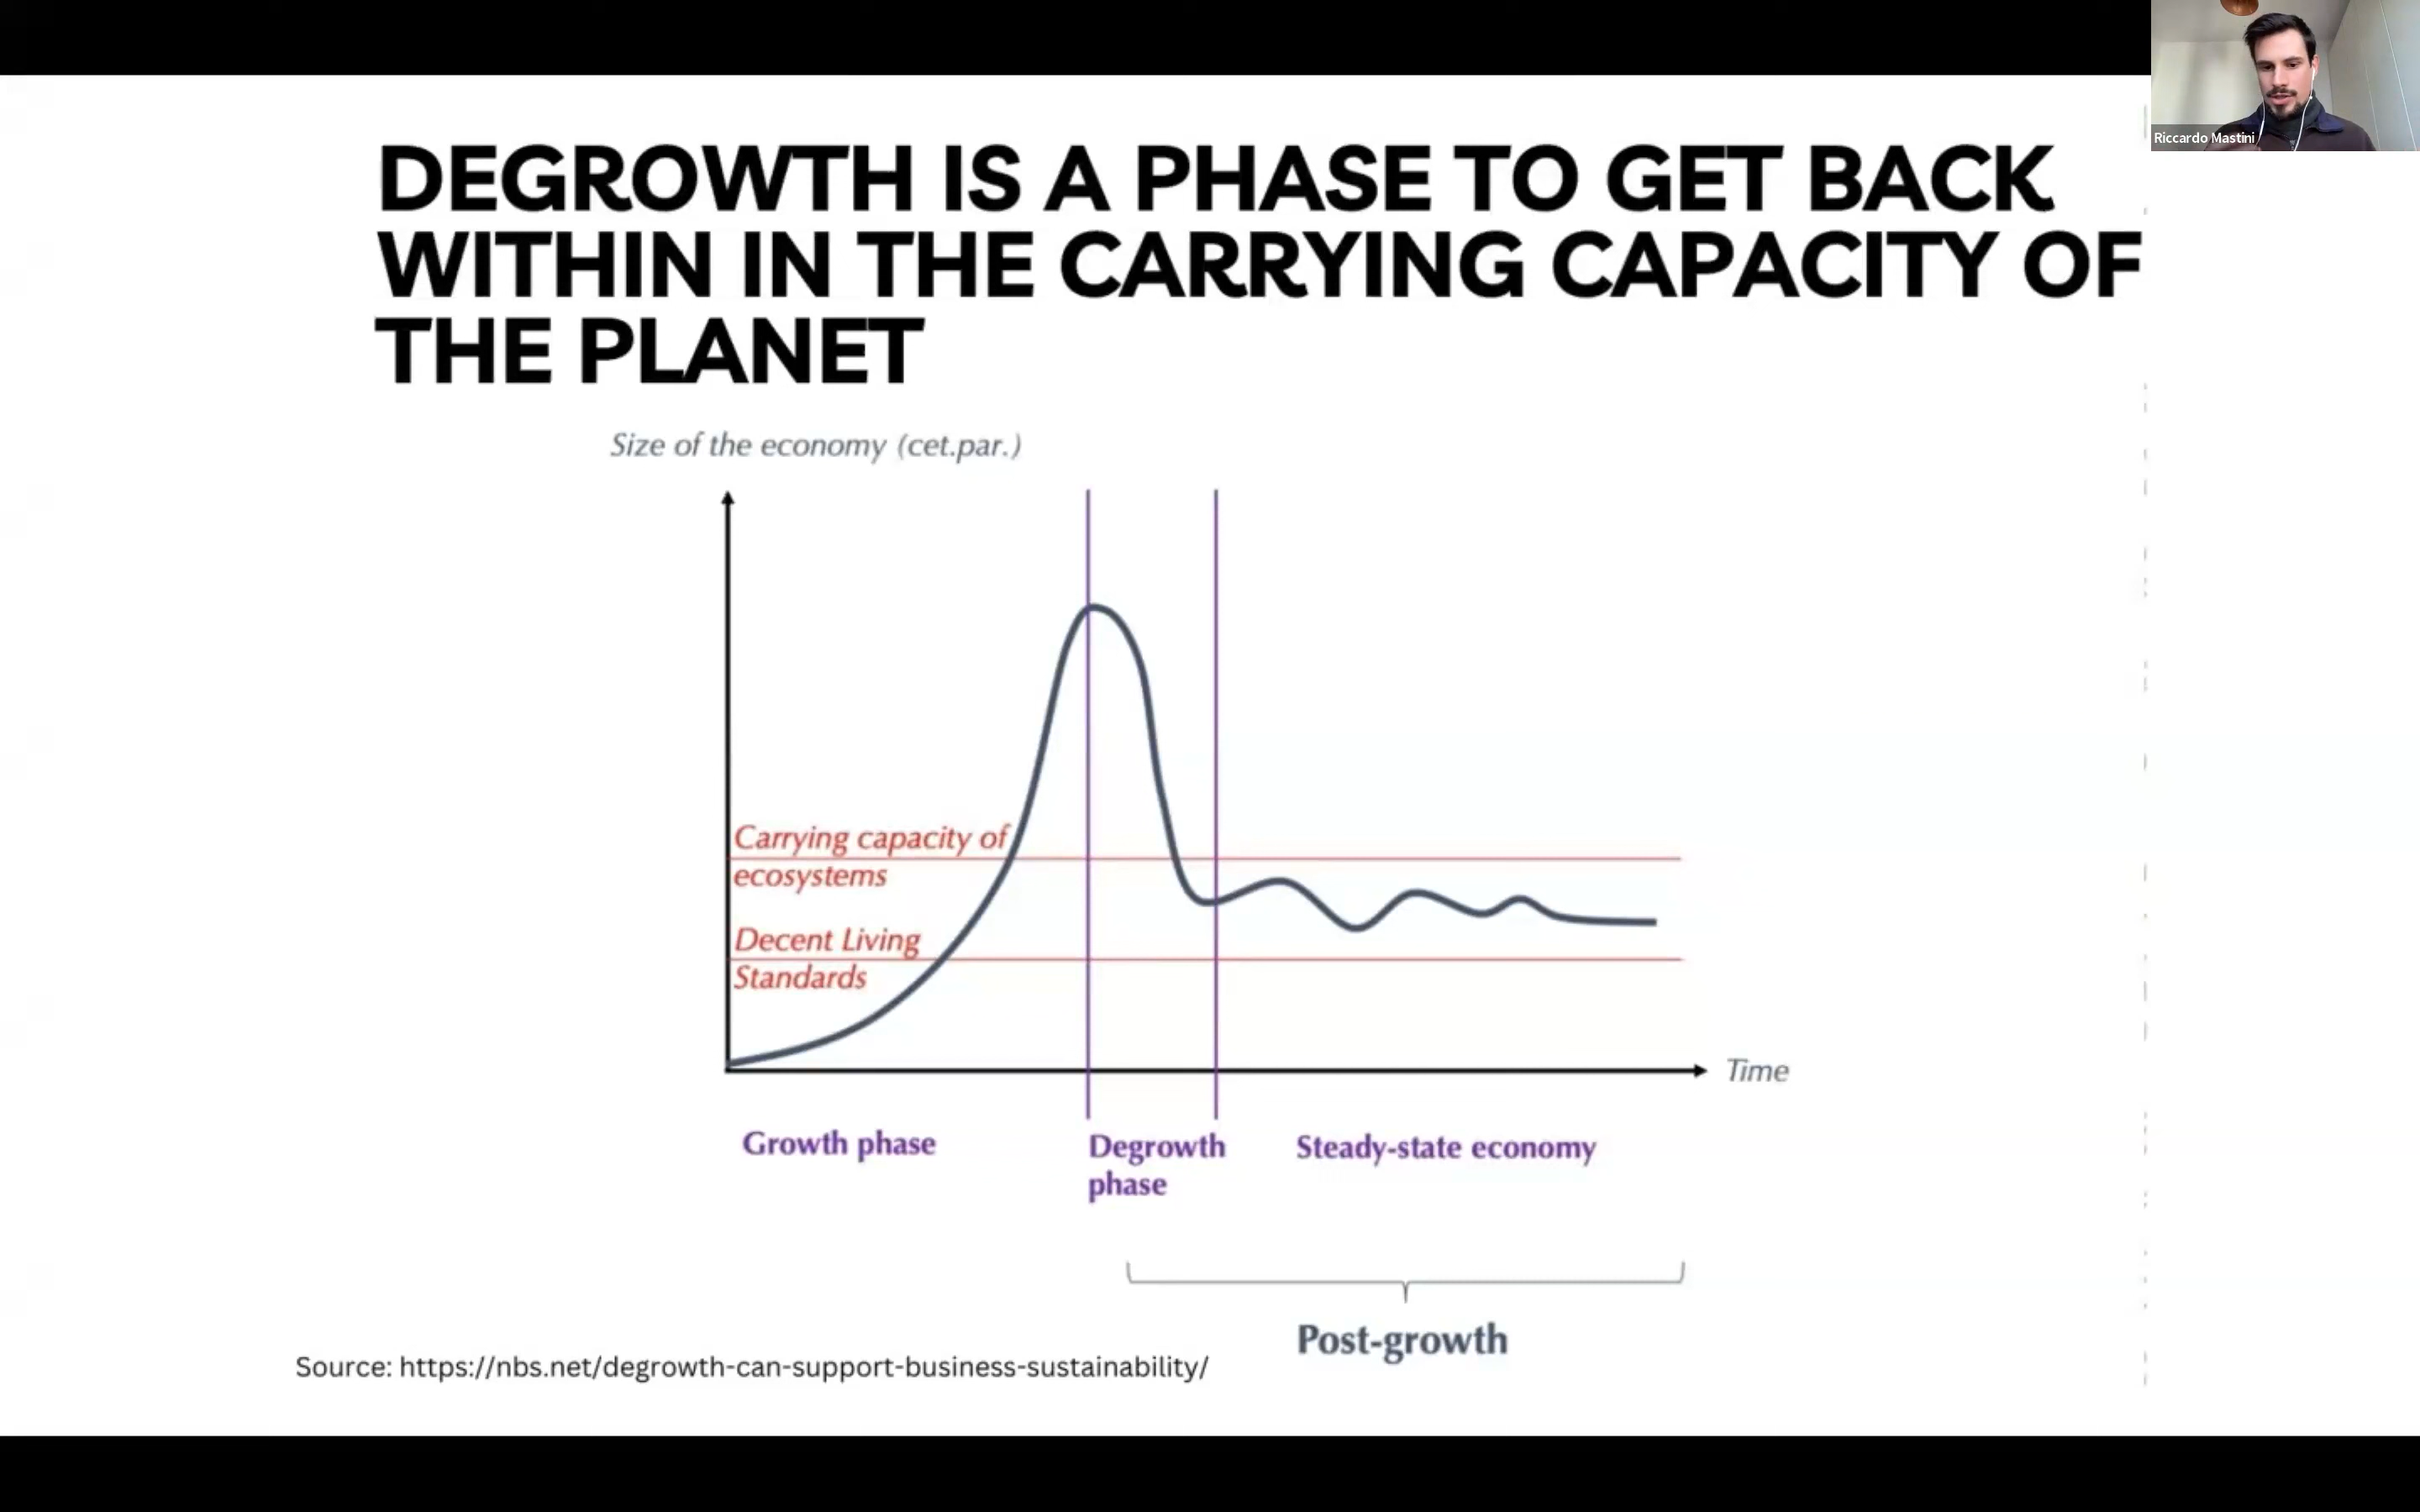 Riccardo Mastini
DEGROWTH IS A PHASE TO GET BACK
WITHIN IN THE CARRYING CAPACITY OF
THE PLANET
Size of the economy (cet.par.)
Carrying capacity of
ecosystems
Decent Living
Standards
Time
Growth phase
Degrowth
phase
Steady-state economy
Post-growth
Source: https://nbs.net/degrowth-can-support-business-sustainability/